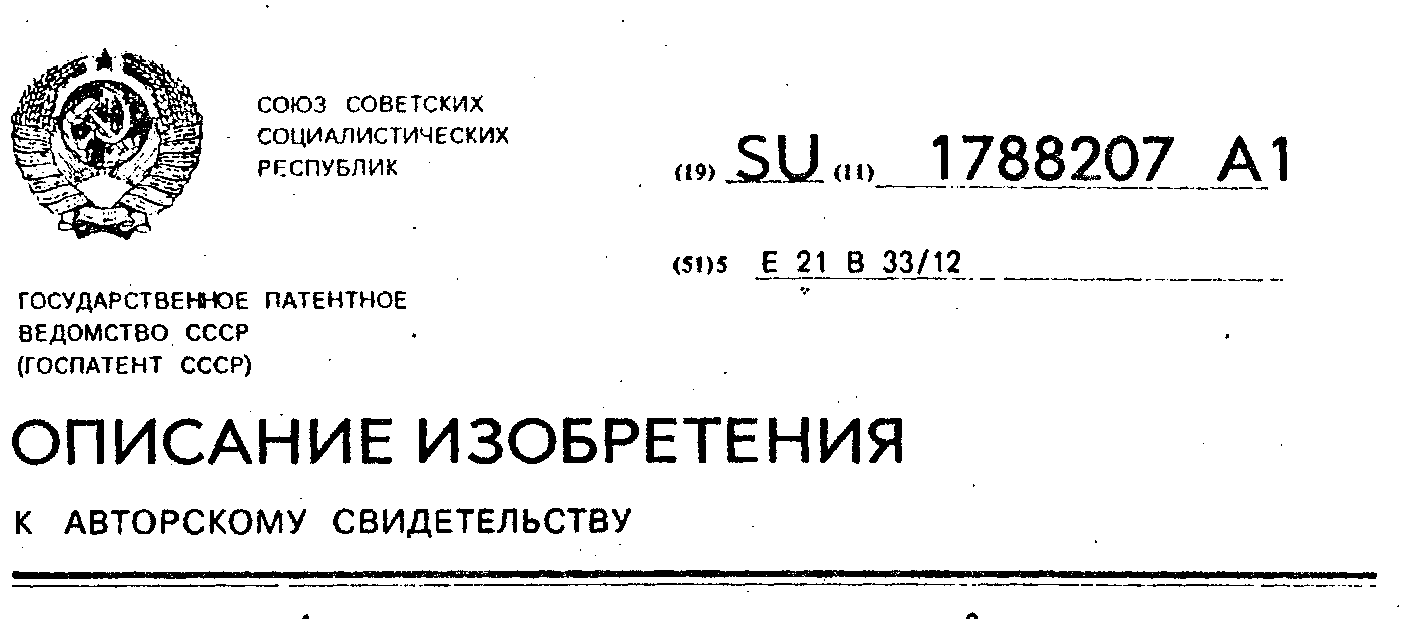 СОЮЗ СОВЕТСКИХ
СОЦИАЛИСТИЧЕСКИХ
РЕСПУБЛИК
(19) SU (11) 1788207 A1
(51)5 E 21 B 33/12
ГОСУДАРСТВЕННОЕ ПАТЕНТНОЕ
ВЕДОМСТВО СССР
(ГОСПАТЕНТ СССР)
ОПИСАНИЕ ИЗОБРЕТЕНИЯ
К АВТОРСКОМУ СВИДЕТЕЛЬСТВУ